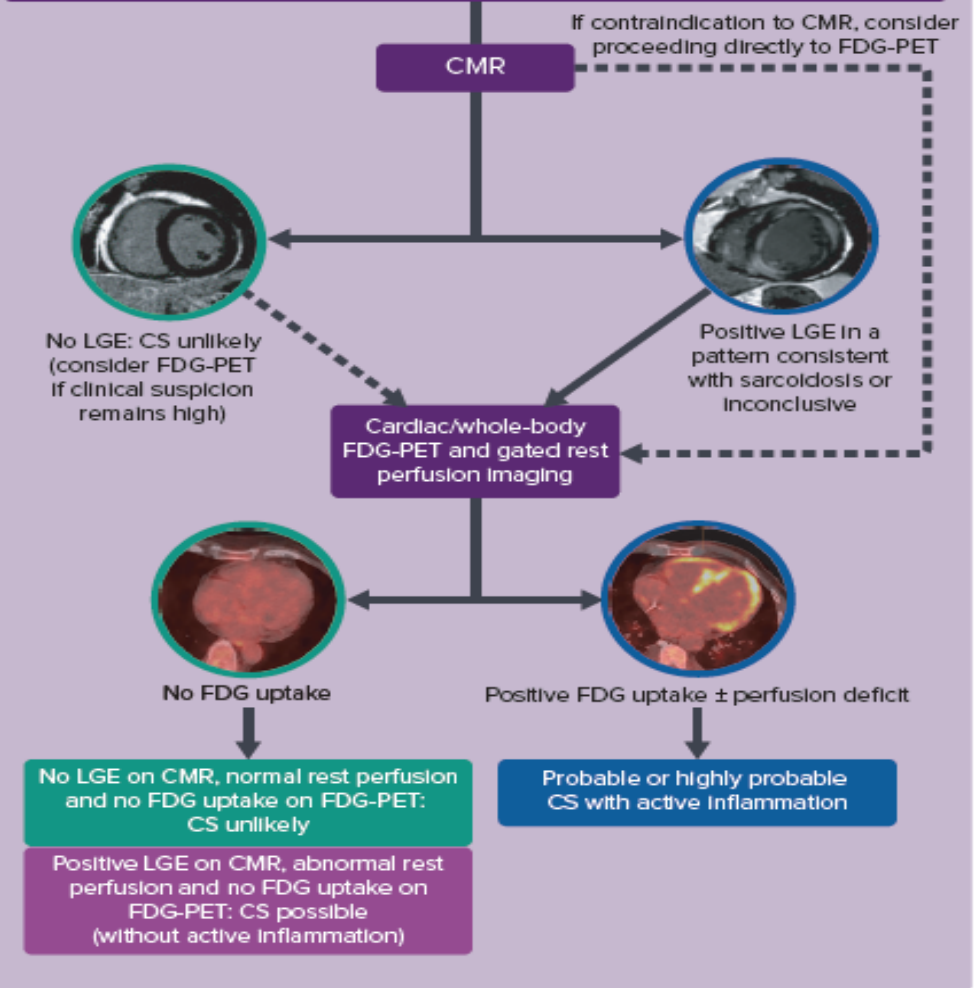 If contraindication to CMR, consider
proceeding directly to FDG-PET
CMR
No LGE: CS unlikely
(consider FDG-PET
if clinical suspicion
remains high)
Positive LGE in a
pattern consistent
with sarcoidosis or
inconclusive
Cardiac/whole-body
FDG-PET and gated rest
perfusion imaging
No FDG uptake
Positive FDG uptake ± perfusion deficit
No LGE on CMR, normal rest perfusion
and no FDG uptake on FDG-PET:
CS unlikely
Positive LGE on CMR, abnormal rest
perfusion and no FDG uptake on
FDG-PET: CS possible
(without active inflammation)
Probable or highly probable
CS with active inflammation